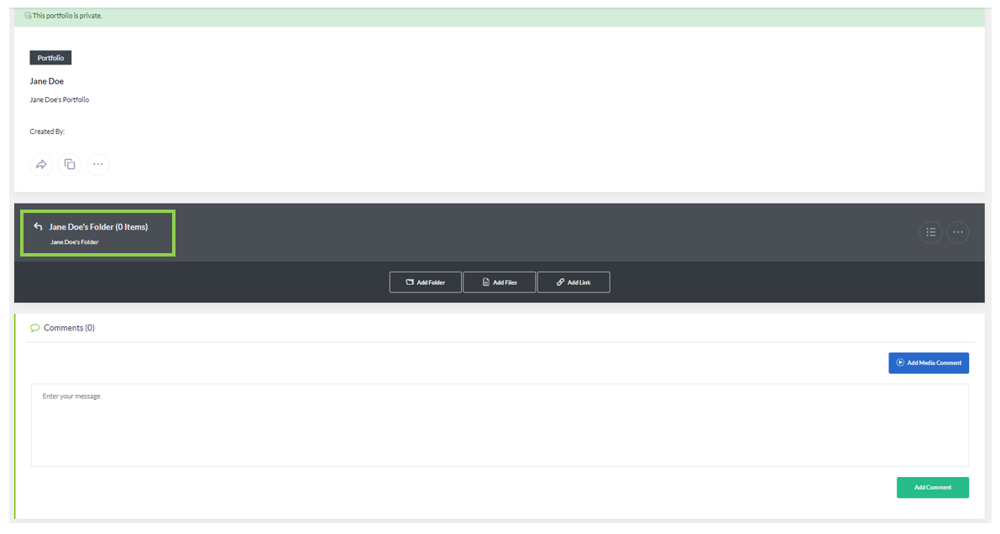 This portfolio is private.
Portfolio
Jane Doe
Jane Doe's Portfolio
Created By:
Jane Doe's Folder (0 Items)
Jane Doe's Folder
Add Folder
Add Files
Add Link
Comments (0)
Add Media Comment
Enter your message
Add Comment